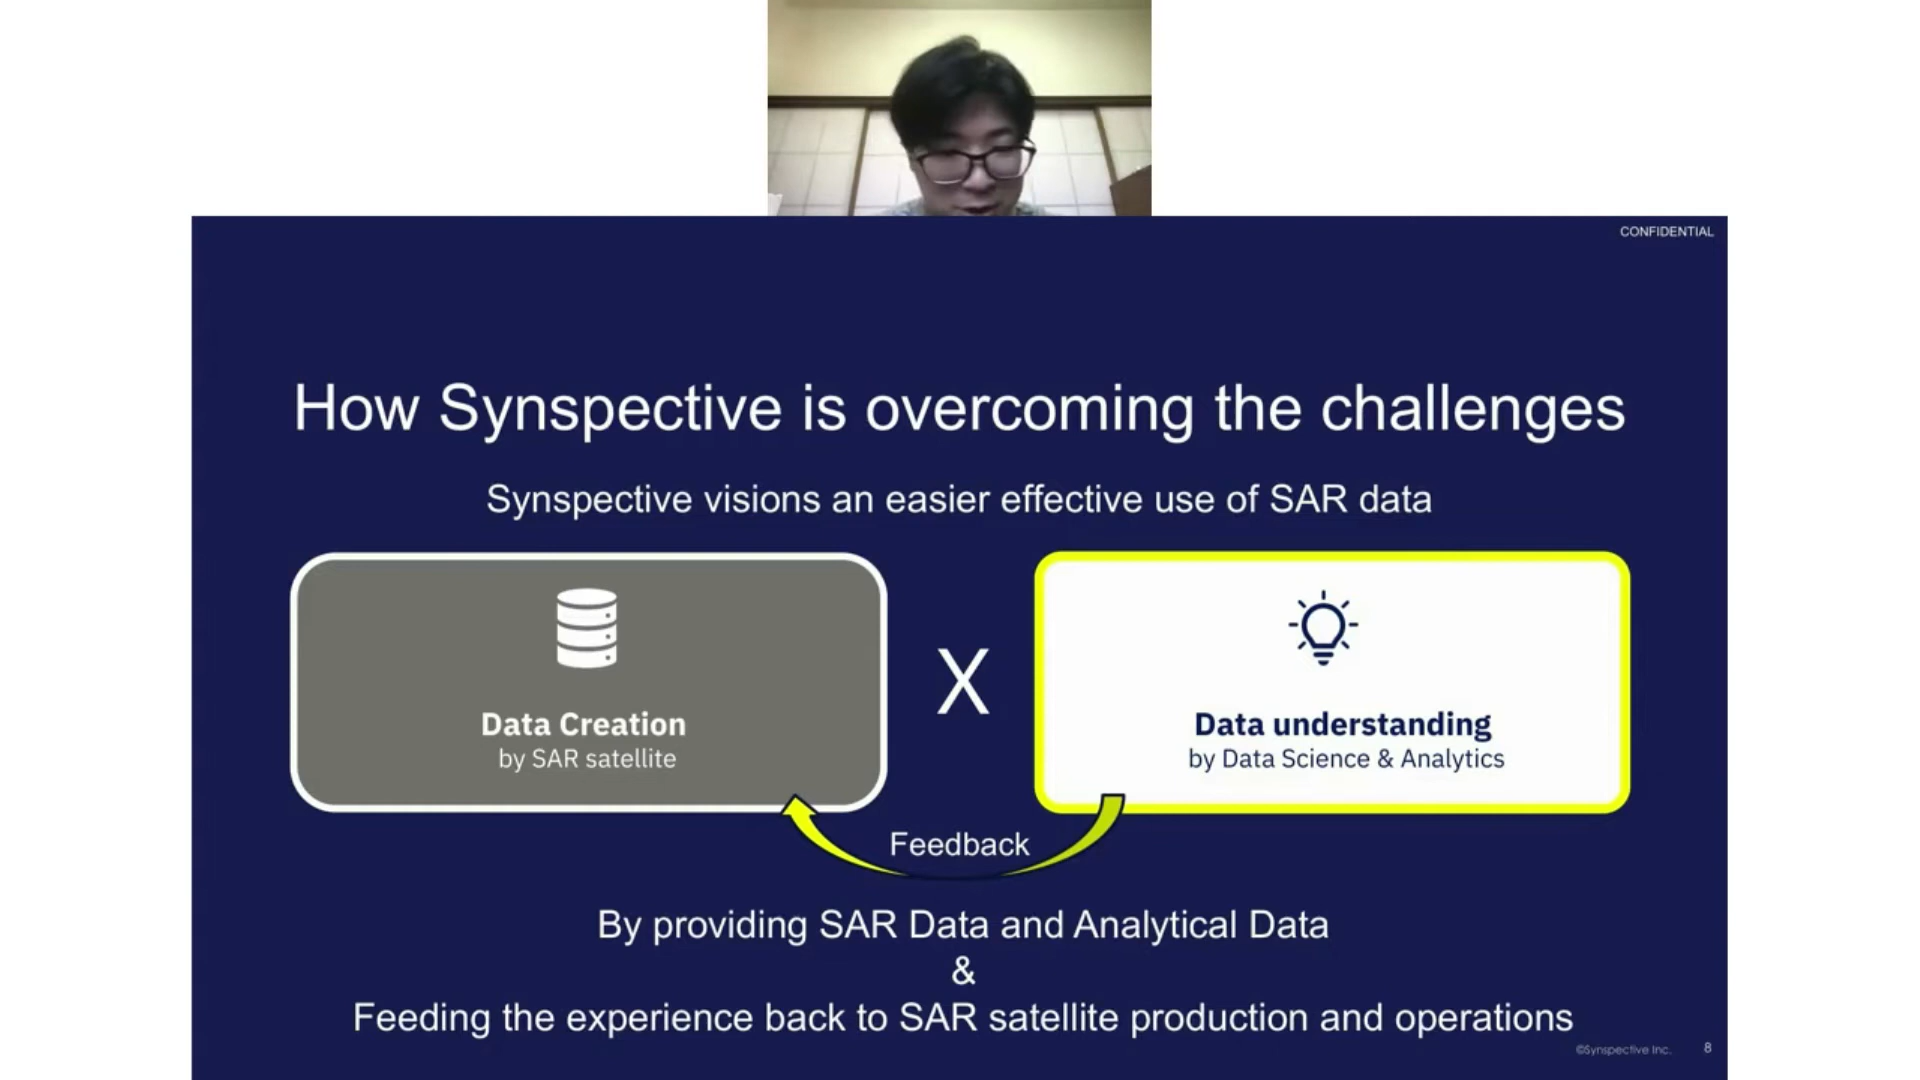 CONFIDENTIAL
How Synspective is overcoming the challenges
Synspective visions an easier effective use of SAR data
Data Creation
by SAR satellite
X
Data understanding
by Data Science & Analytics
Feedback
By providing SAR Data and Analytical Data
&
Feeding the experience back to SAR satellite production and operations
©Synspective Inc. 8